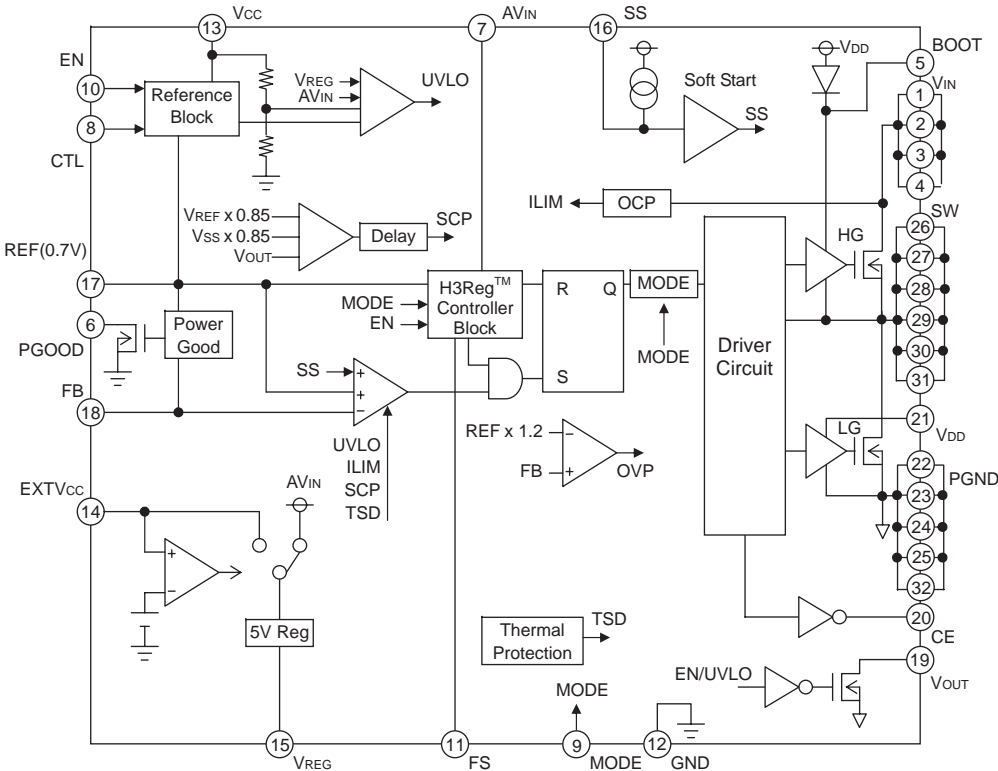 VCC
AVIN
SS
13
7
16
EN
10
8
CTL
Reference
Block
VREG
AVIN
UVLO
Soft Start
SS
VDD
BOOT
5
VIN
1
2
3
4
ILIM
OCP
SW
26
27
28
29
30
31
HG
VREF x 0.85
VSS x 0.85
VOUT
Delay
SCP
REF(0.7V)
17
6
PGOOD
Power
Good
MODE
EN
H3Reg™
Controller
Block
R
Q
S
MODE
MODE
Driver
Circuit
FB
18
SS
+
+
−
UVLO
ILIM
SCP
TSD
REF x 1.2
−
FB
+
OVP
LG
21
VDD
22
PGND
23
24
25
32
EXTVCC
14
AVIN
+
−
5V Reg
Thermal
Protection
TSD
20
CE
19
VOUT
EN/UVLO
MODE
15
VREG
11
FS
9
MODE
12
GND